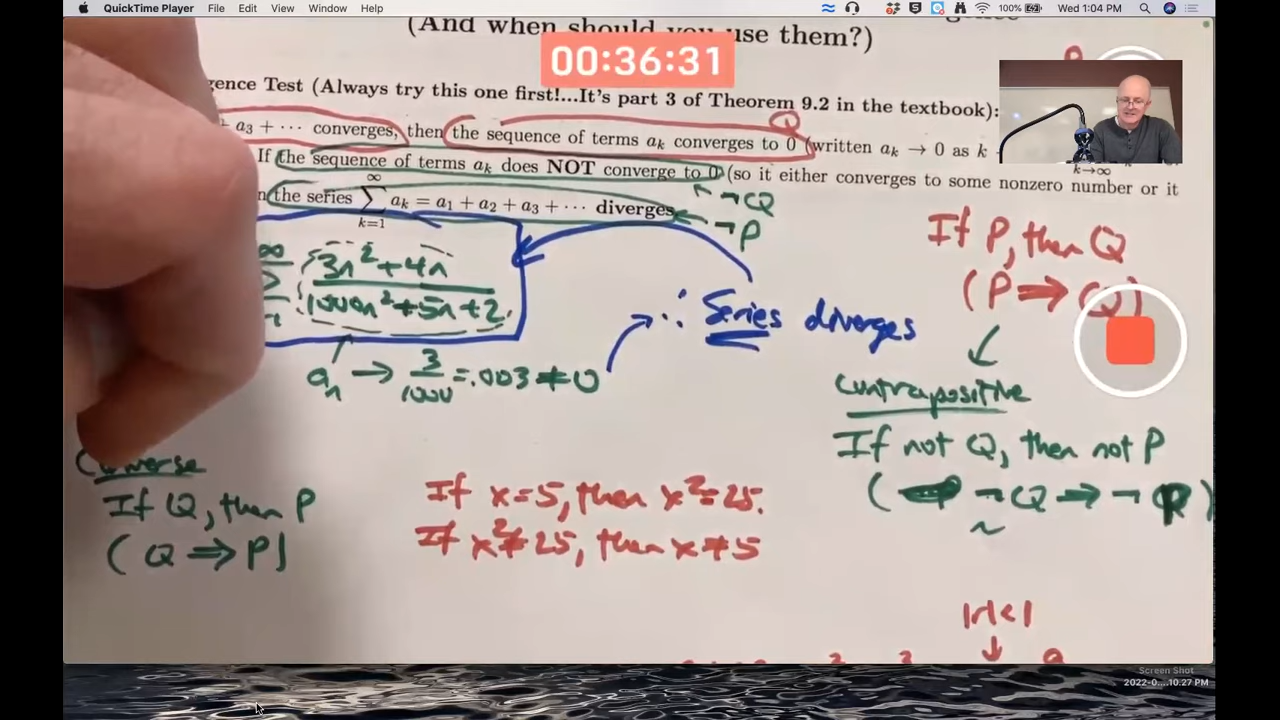 QuickTime Player File Edit View Window Help 100% Wed 1:04 PM
(And when should you use them?)
00:36:31
gence Test (Always try this one first!...It's part 3 of Theorem 9.2 in the textbook):
a₃ + ⋯ converges, then the sequence of terms aₖ converges to 0 (written aₖ → 0 as k
Q
k→∞
If the sequence of terms aₖ does NOT converge to 0 (so it either converges to some nonzero number or it
¬Q
the series ∑ aₖ = a₁ + a₂ + a₃ + ⋯ diverges
∞
k=1
¬P
∞
3n²+4n
1000n²+5n+2
∴ Series diverges
aₙ → 3/1000 = .003 ≠ 0
If P, then Q
(P ⇒ Q)
contrapositive
If not Q, then not P
( ¬Q ⇒ ¬P )
~
Converse
If Q, then P
(Q ⇒ P)
If x=5, then x²=25.
If x²≠25, then x≠5
|r|<1
Screen Shot
2022-0....10.27 PM